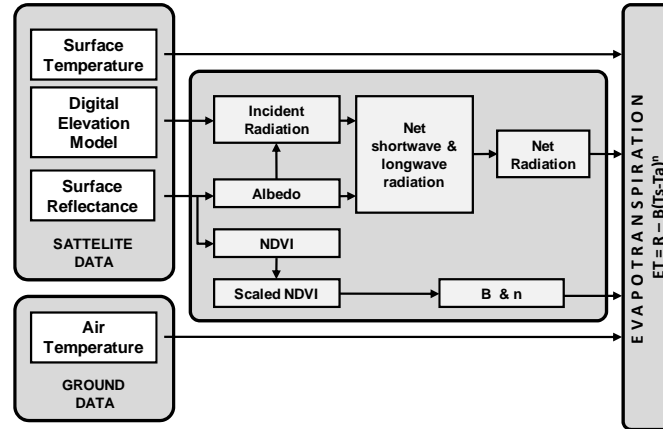 Surface
Temperature
Digital
Elevation
Model
Surface
Reflectance
SATTELITE
DATA
Incident
Radiation
Albedo
NDVI
Scaled NDVI
Net
shortwave &
longwave
radiation
Net
Radiation
B & n
Air
Temperature
GROUND
DATA
EVAPOTRANSPIRATION
ET = R – B(Ts-Ta)ⁿ